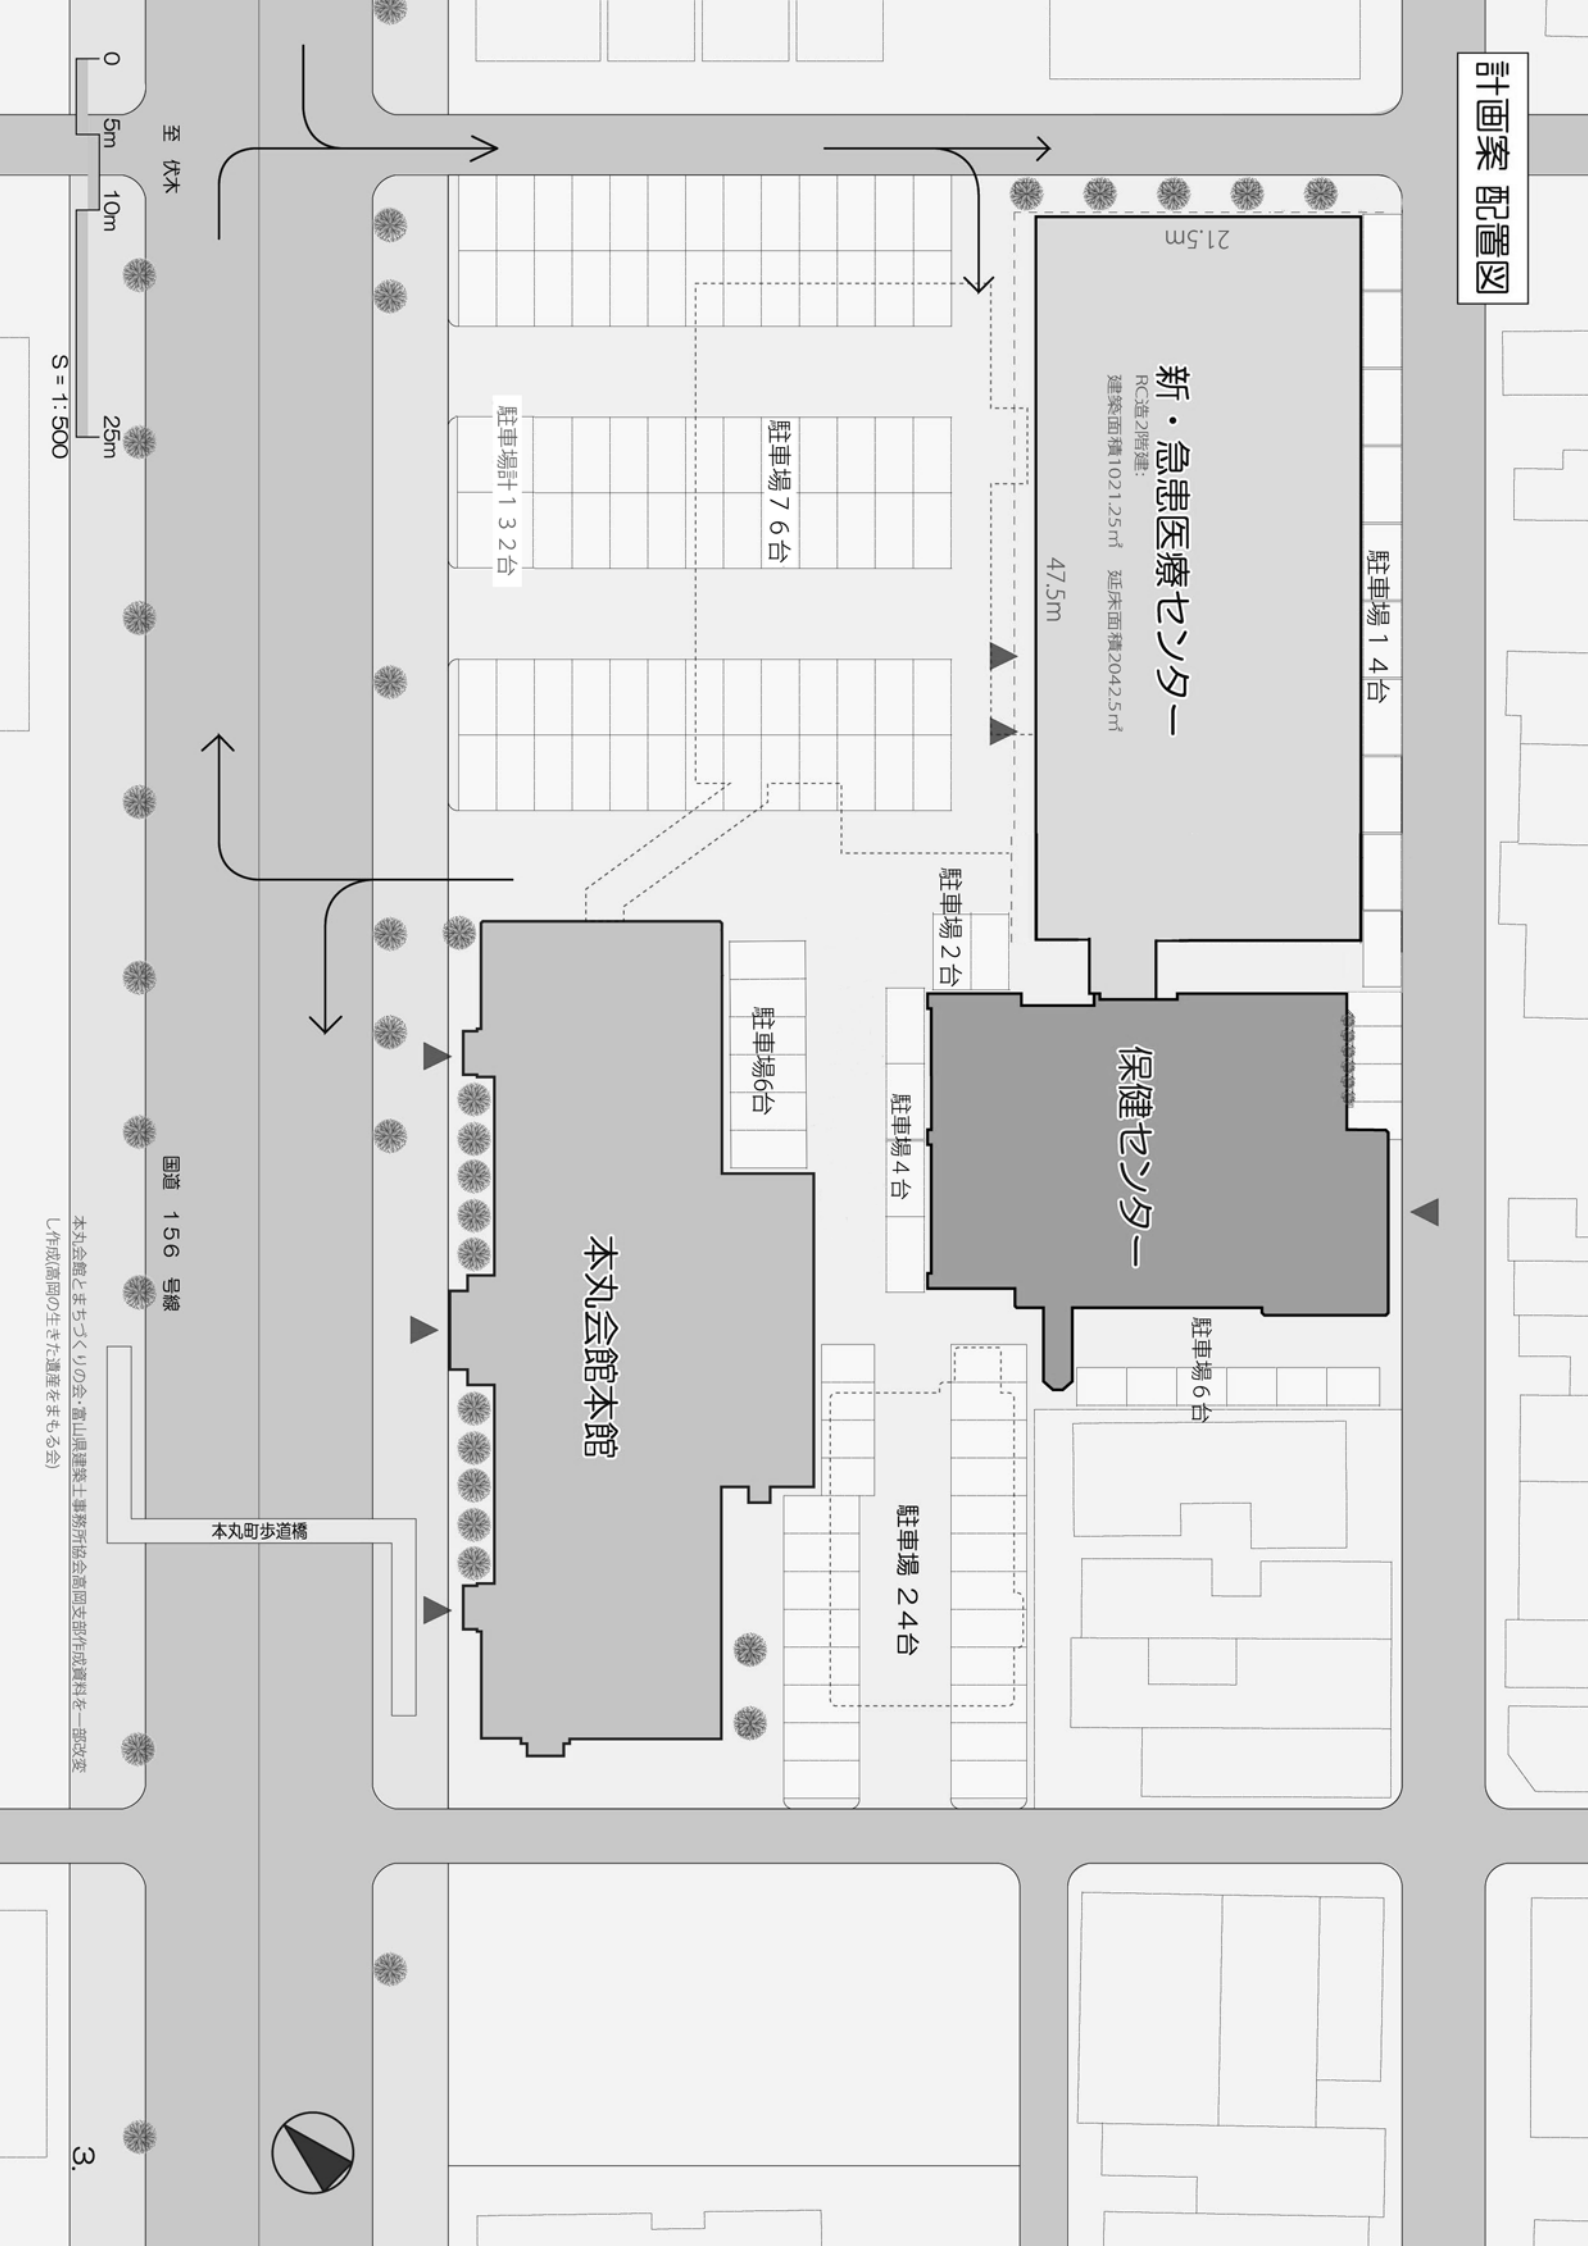 計画案 配置図
新・急患医療センター
RC造2階建:
建築面積1021.25㎡ 延床面積2042.5㎡
21.5m
47.5m
駐車場14台
駐車場76台
駐車場計132台
駐車場2台
駐車場6台
駐車場4台
保健センター
駐車場6台
本丸会館本館
駐車場 24台
本丸町歩道橋
至 伏木
国道 156 号線
0
5m
10m
25m
S = 1: 500
本丸会館とまちづくりの会・富山県建築士事務所協会高岡支部作成資料を一部改変
し作成(高岡の生きた遺産をまもる会)
3.